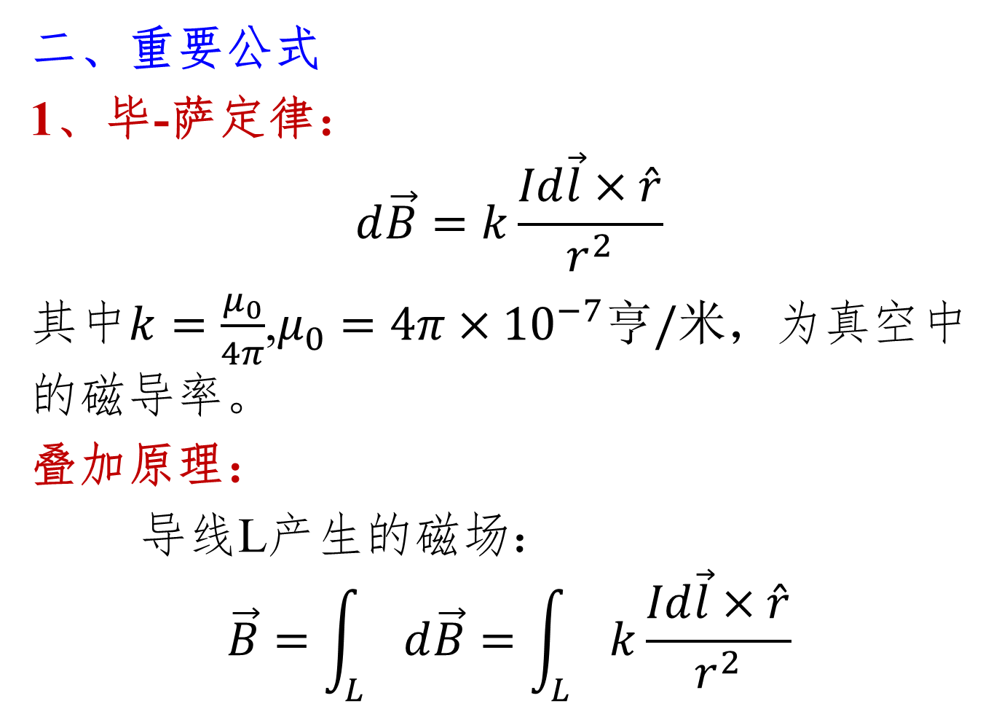 二、重要公式
1、毕-萨定律：
$d\vec{B} = k\frac{Id\vec{l} \times \hat{r}}{r^2}$
其中$k = \frac{\mu_0}{4\pi}$,$\mu_0 = 4\pi \times 10^{-7}$亨/米，为真空中
的磁导率。
叠加原理：
导线L产生的磁场：
$\vec{B} = \int_L d\vec{B} = \int_L k\frac{Id\vec{l} \times \hat{r}}{r^2}$